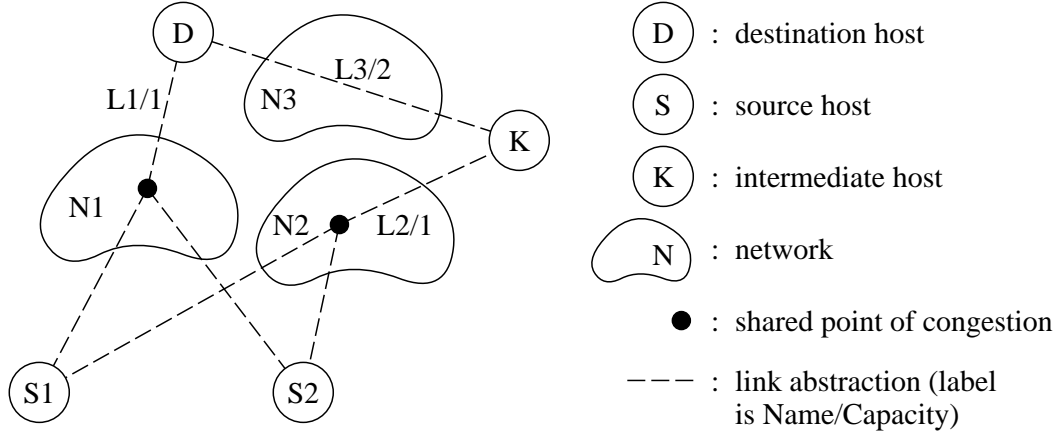 D
L1/1
L3/2
N3
K
N1
N2
L2/1
S1
S2
D : destination host
S : source host
K : intermediate host
N : network
: shared point of congestion
: link abstraction (label
is Name/Capacity)